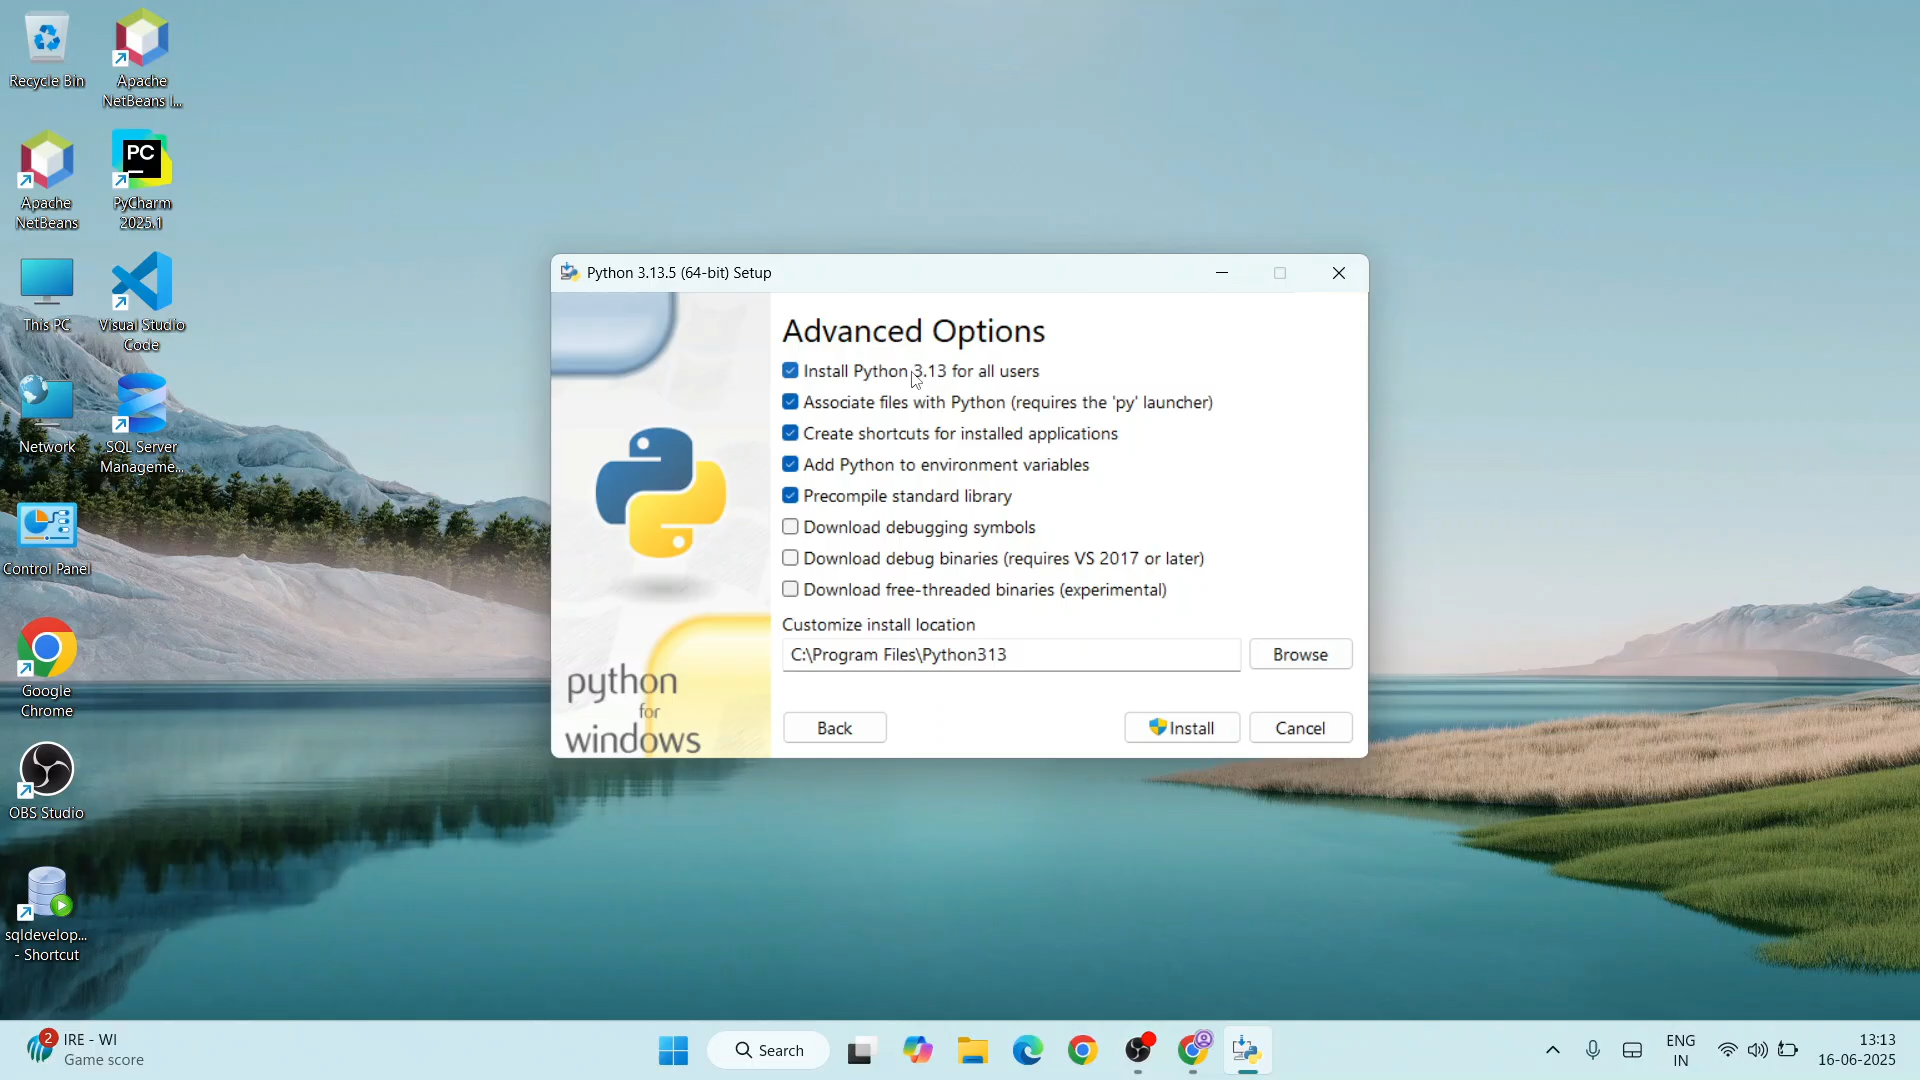 Recycle Bin
Apache
NetBeans I...
Apache
NetBeans
PC
PyCharm
2025.1
This PC
Visual Studio
Code
Network
SQL Server
Manageme...
Control Panel
Google
Chrome
OBS Studio
sqldevelop...
- Shortcut
Python 3.13.5 (64-bit) Setup
Advanced Options
Install Python 3.13 for all users
Associate files with Python (requires the 'py' launcher)
Create shortcuts for installed applications
Add Python to environment variables
Precompile standard library
Download debugging symbols
Download debug binaries (requires VS 2017 or later)
Download free-threaded binaries (experimental)
Customize install location
C:\Program Files\Python313
Browse
Back
Install
Cancel
python
for
windows
2
IRE - WI
Game score
Search
ENG
IN
13:13
16-06-2025